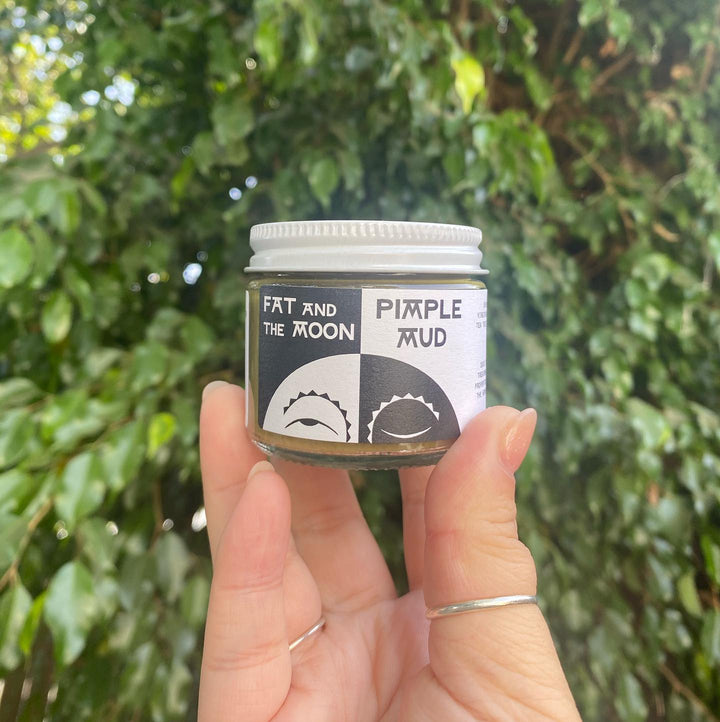 FAT AND
THE MOON
PIMPLE
MUD